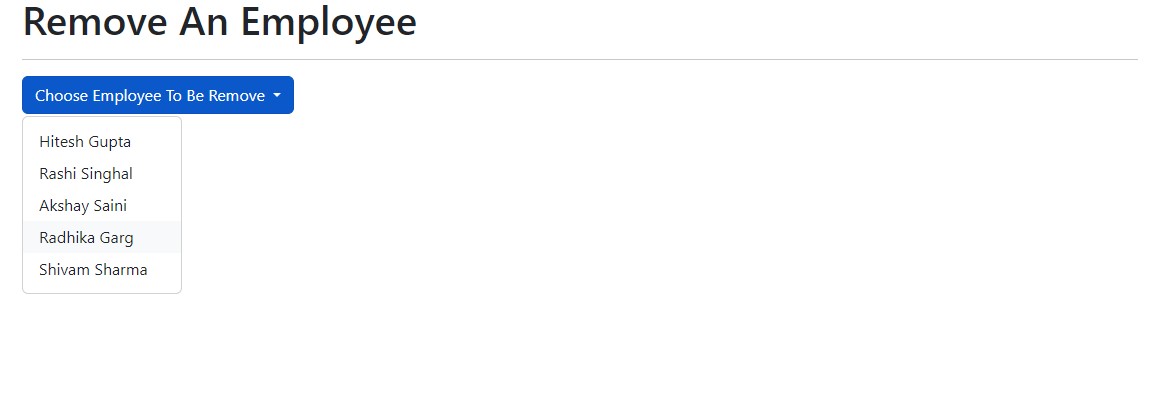 Remove An Employee
Choose Employee To Be Remove
Hitesh Gupta
Rashi Singhal
Akshay Saini
Radhika Garg
Shivam Sharma